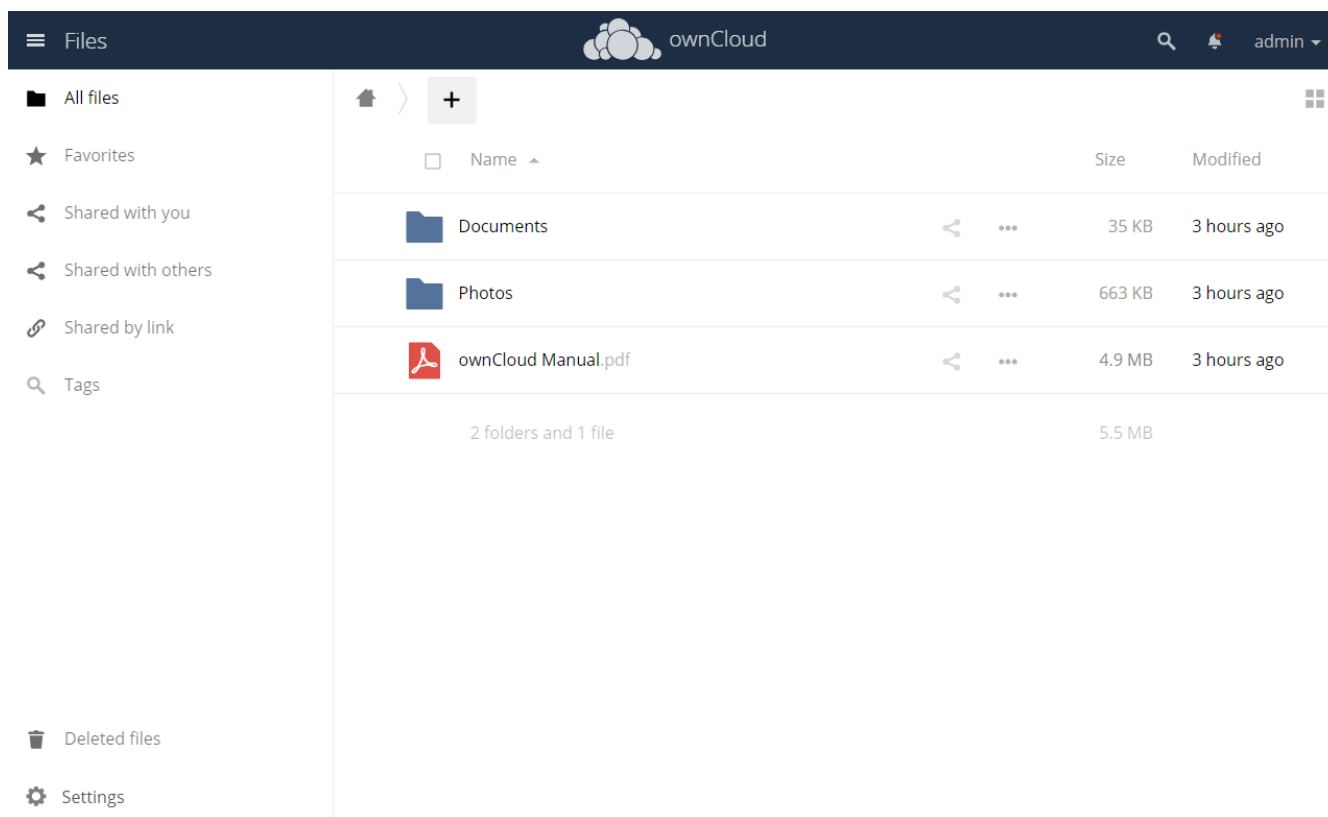 Files
ownCloud
admin
All files
Favorites
Shared with you
Shared with others
Shared by link
Tags
Deleted files
Settings
+
Name Size Modified
Documents 35 KB 3 hours ago
Photos 663 KB 3 hours ago
ownCloud Manual.pdf 4.9 MB 3 hours ago
2 folders and 1 file 5.5 MB